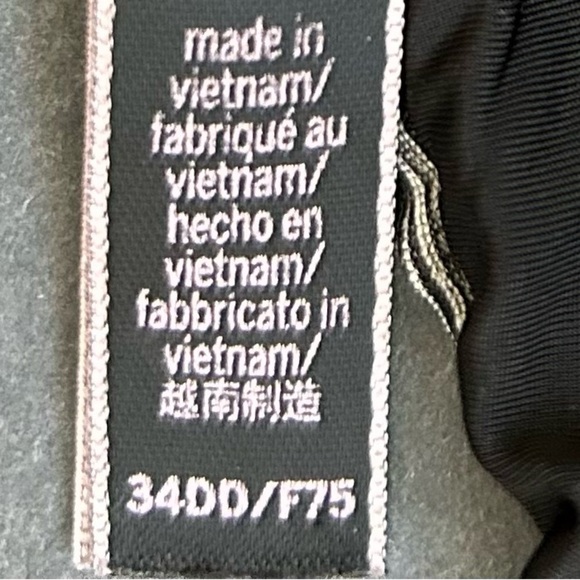 made in
vietnam/
fabriqué au
vietnam/
hecho en
vietnam/
fabbricato in
vietnam/
越南制造
34DD/F75